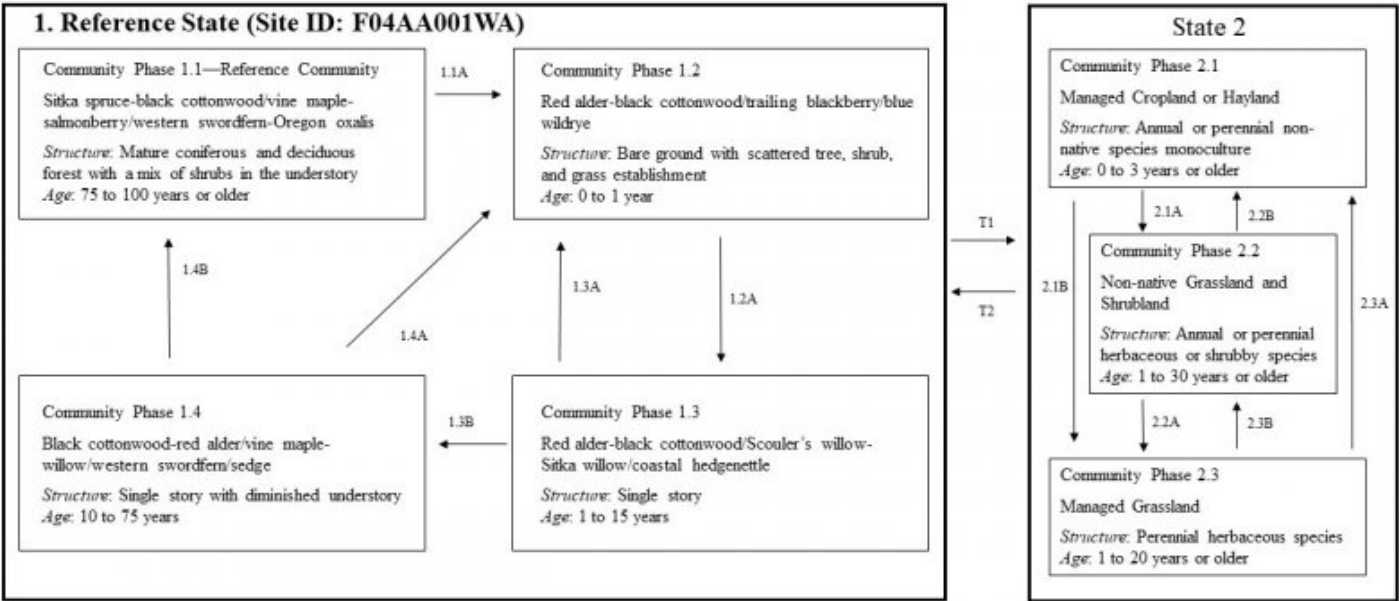 1. Reference State (Site ID: F04AA001WA)
Community Phase 1.1—Reference Community
Sitka spruce-black cottonwood/vine maple-
salmonberry/western swordfern-Oregon oxalis
Structure: Mature coniferous and deciduous
forest with a mix of shrubs in the understory
Age: 75 to 100 years or older
1.1A
Community Phase 1.2
Red alder-black cottonwood/trailing blackberry/blue
wildrye
Structure: Bare ground with scattered tree, shrub,
and grass establishment
Age: 0 to 1 year
1.4B
1.4A
1.3A
1.2A
Community Phase 1.4
Black cottonwood-red alder/vine maple-
willow/western swordfern/sedge
Structure: Single story with diminished understory
Age: 10 to 75 years
1.3B
Community Phase 1.3
Red alder-black cottonwood/Scouler's willow-
Sitka willow/coastal hedgenettle
Structure: Single story
Age: 1 to 15 years
T1
T2
State 2
Community Phase 2.1
Managed Cropland or Hayland
Structure: Annual or perennial non-
native species monoculture
Age: 0 to 3 years or older
2.1A
2.2B
2.1B
2.3A
Community Phase 2.2
Non-native Grassland and
Shrubland
Structure: Annual or perennial
herbaceous or shrubby species
Age: 1 to 30 years or older
2.2A
2.3B
Community Phase 2.3
Managed Grassland
Structure: Perennial herbaceous species
Age: 1 to 20 years or older